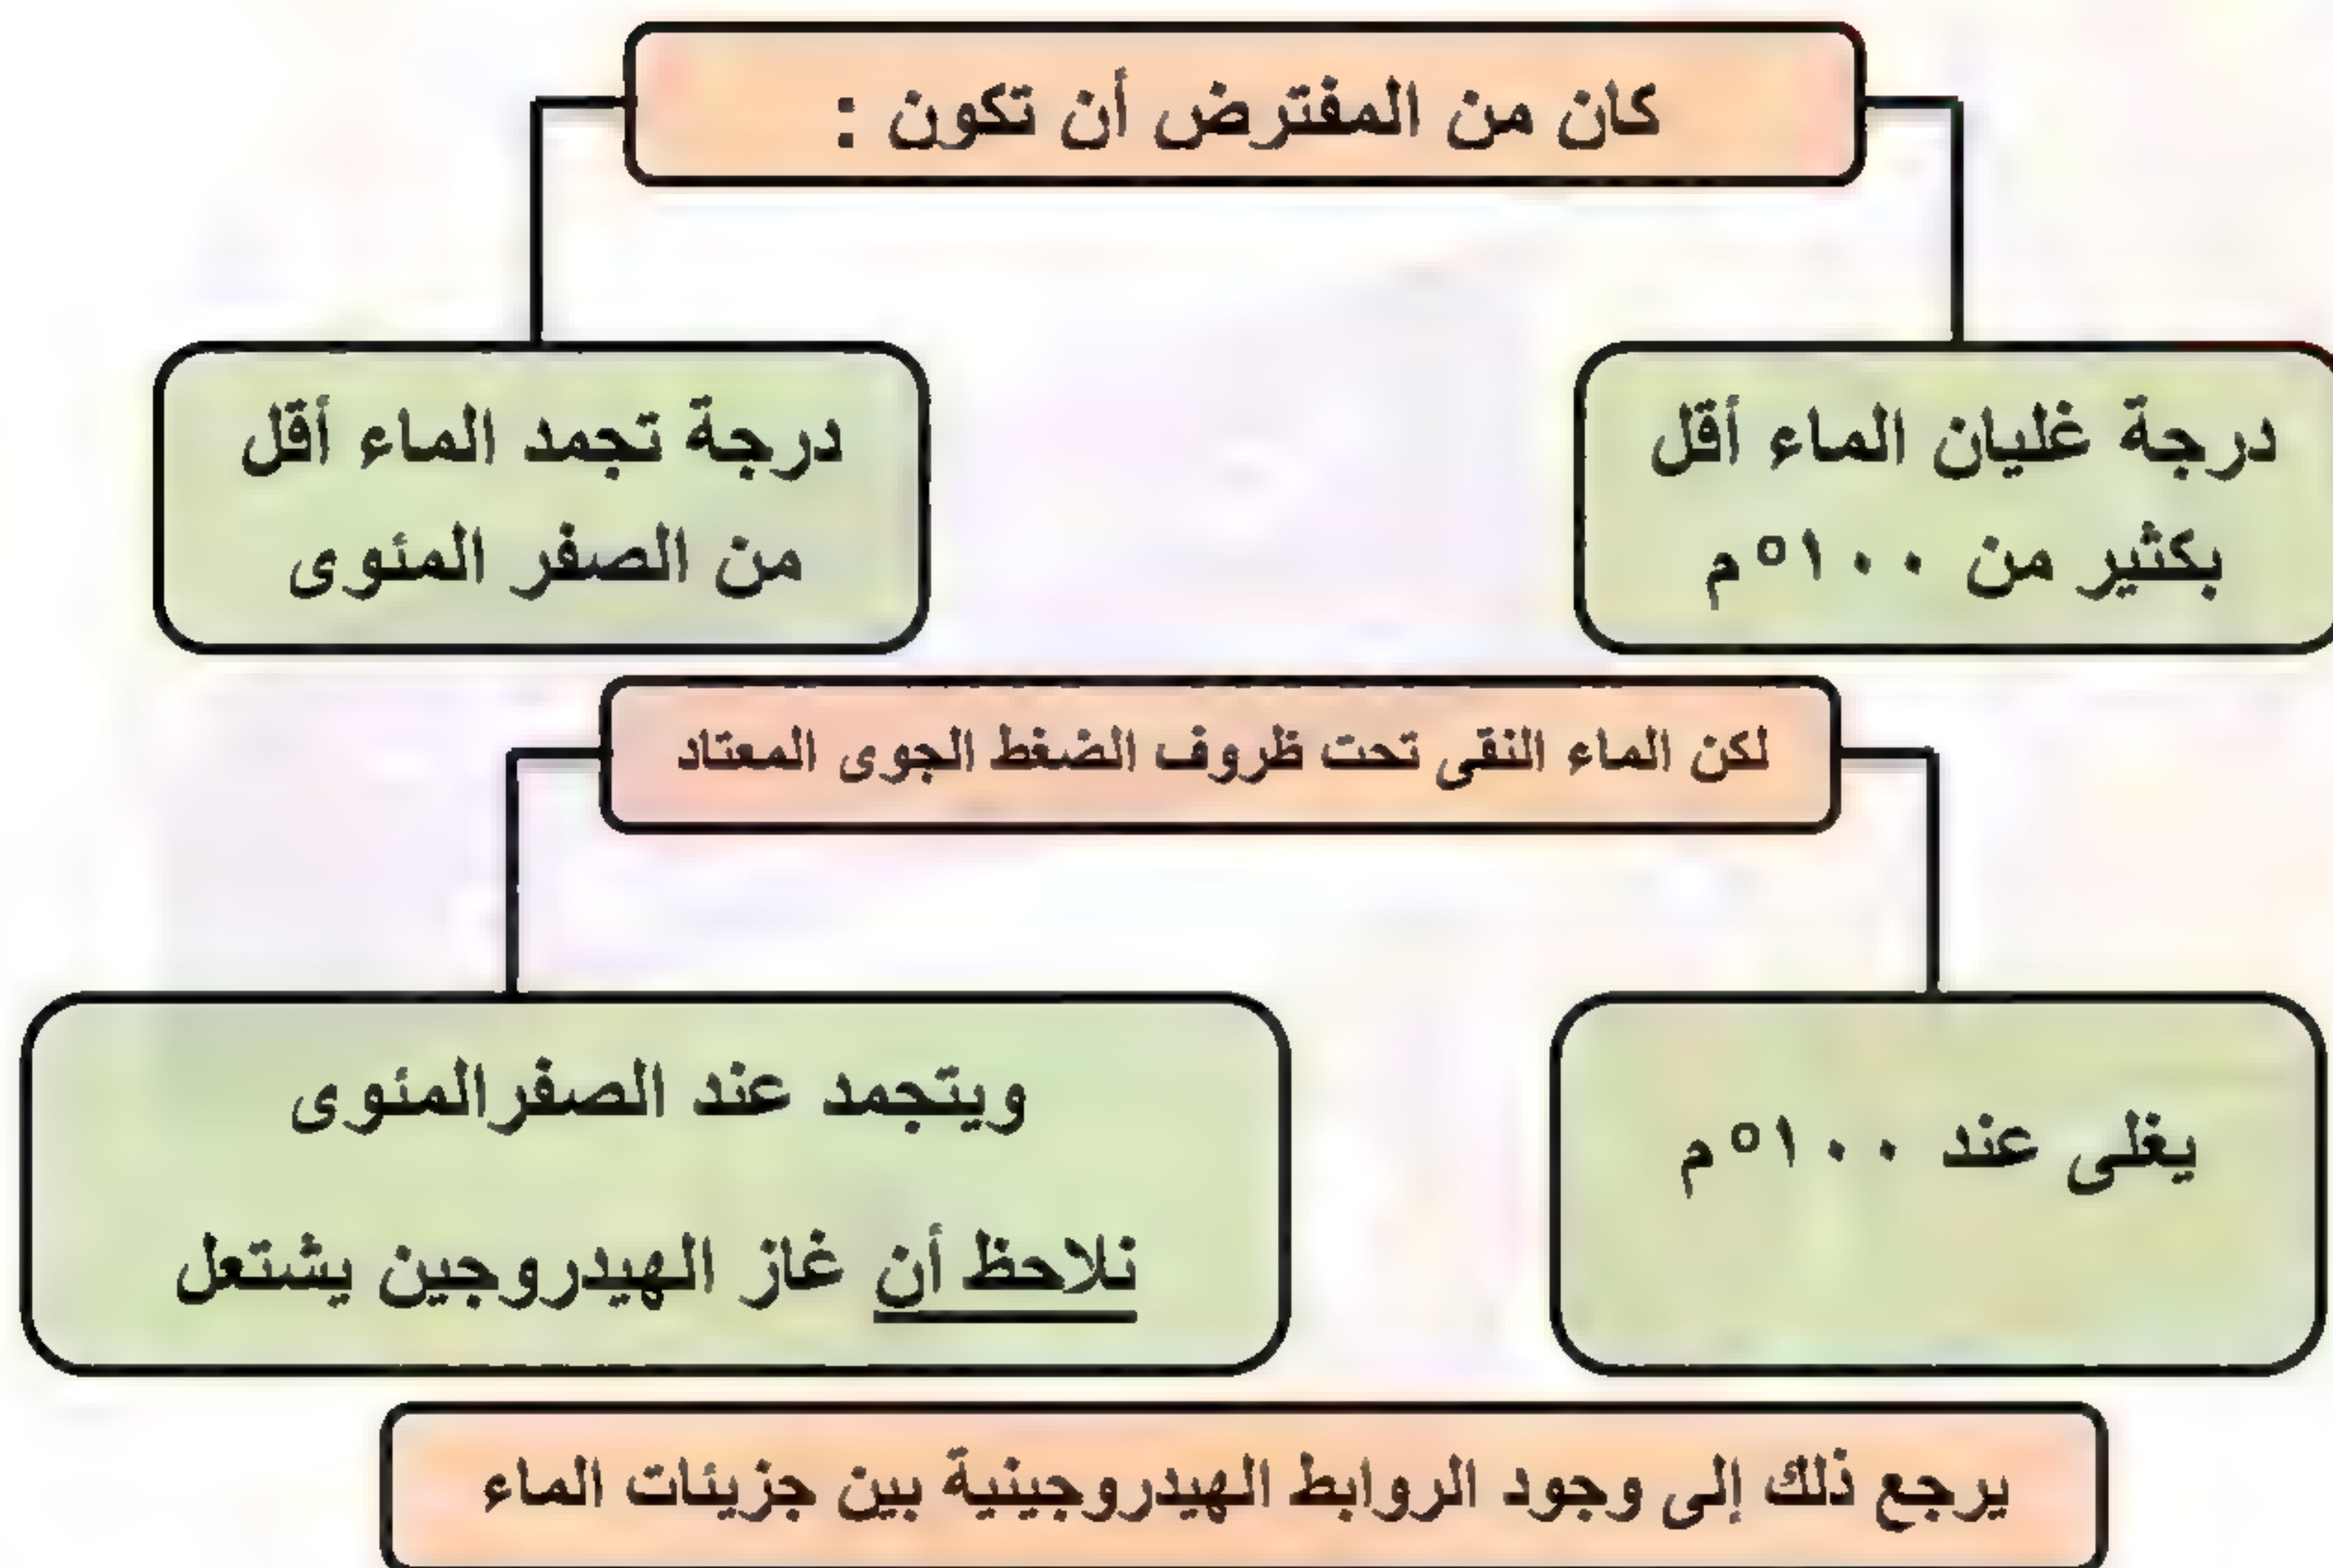 كان من المفترض أن تكون :
درجة غليان الماء أقل
بكثير من ١٠٠°م
درجة تجمد الماء أقل
من الصفر المئوى
لكن الماء النقى تحت ظروف الضغط الجوى المعتاد
يغلى عند ١٠٠°م
ويتجمد عند الصفرالمئوى
نلاحظ أن غاز الهيدروجين يشتعل
يرجع ذلك إلى وجود الروابط الهيدروجينية بين جزيئات الماء